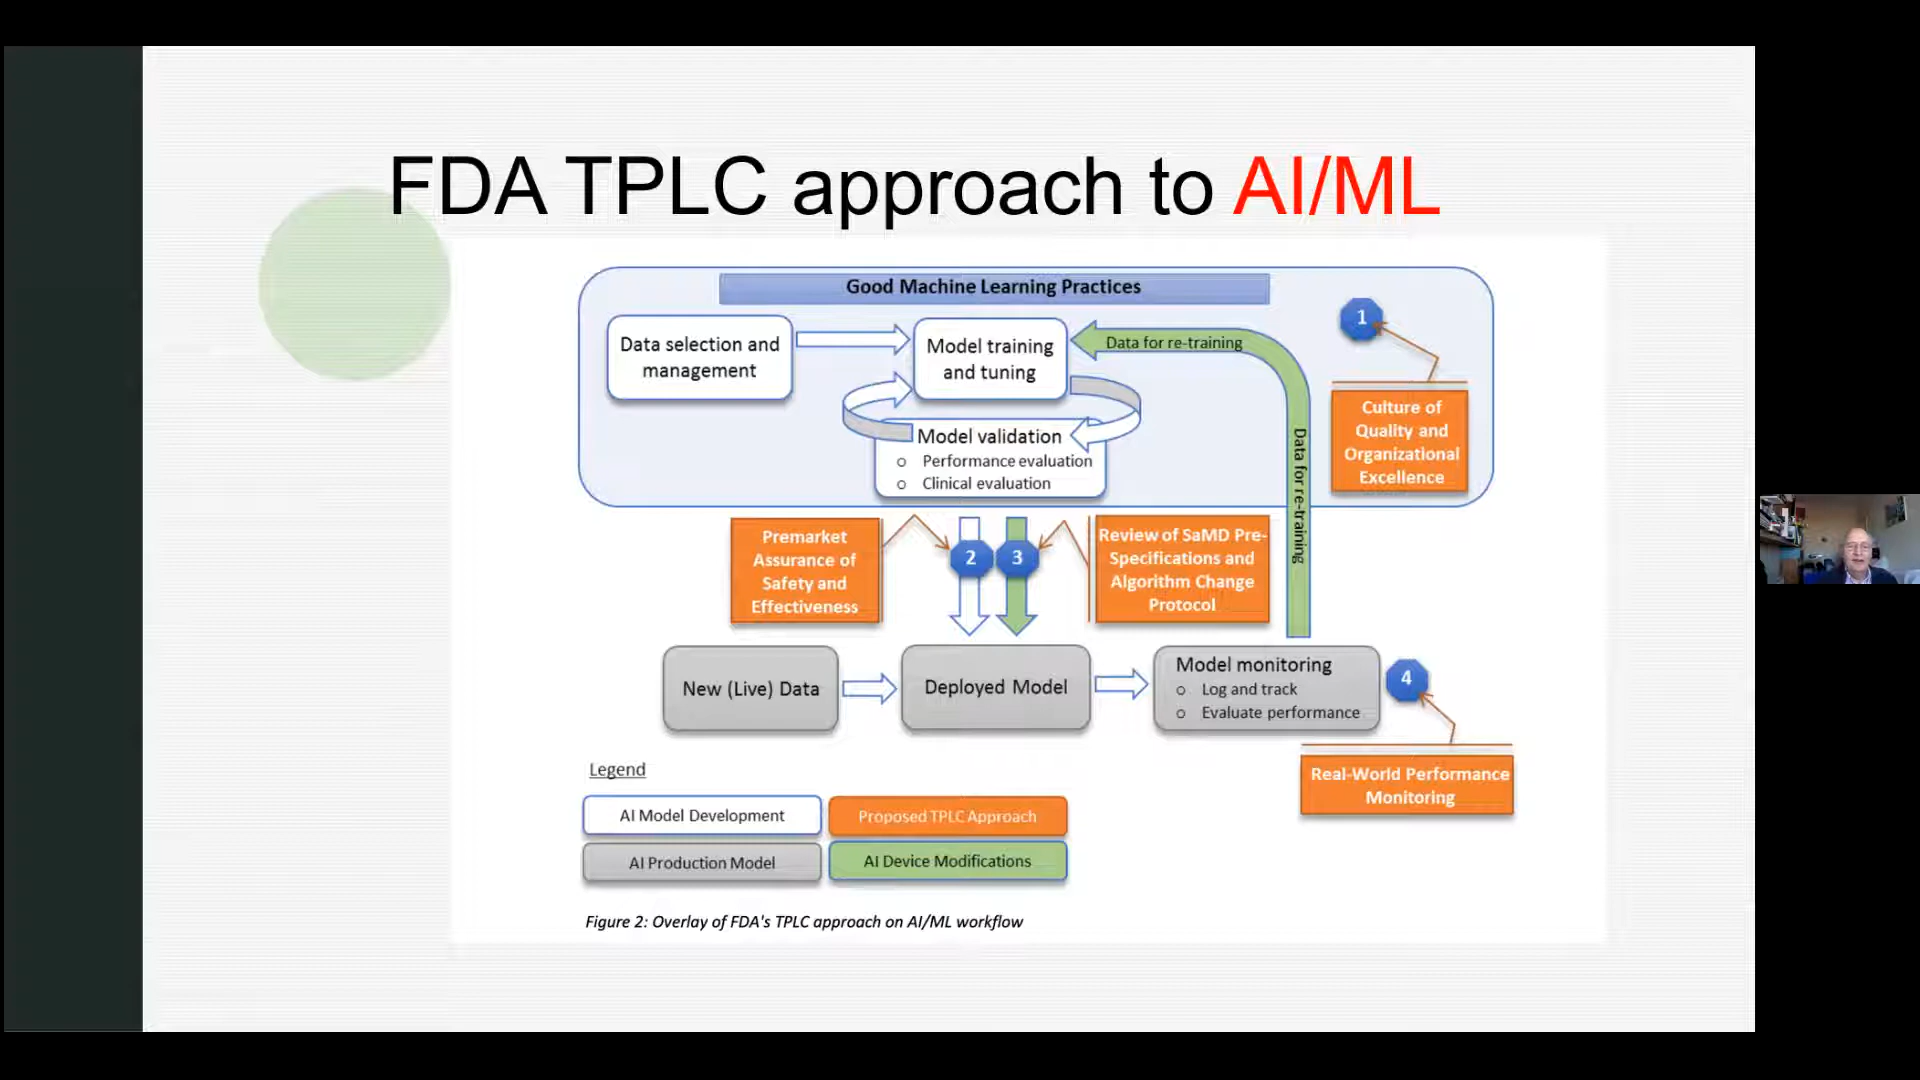 FDA TPLC approach to AI/ML
Good Machine Learning Practices
Data selection and
management
Model training
and tuning
Data for re-training
1
Culture of
Quality and
Organizational
Excellence
Model validation
o Performance evaluation
o Clinical evaluation
Data for re-training
Premarket
Assurance of
Safety and
Effectiveness
2
3
Review of SaMD Pre-
Specifications and
Algorithm Change
Protocol
New (Live) Data
Deployed Model
Model monitoring
o Log and track
o Evaluate performance
4
Real-World Performance
Monitoring
Legend
AI Model Development
Proposed TPLC Approach
AI Production Model
AI Device Modifications
Figure 2: Overlay of FDA's TPLC approach on AI/ML workflow